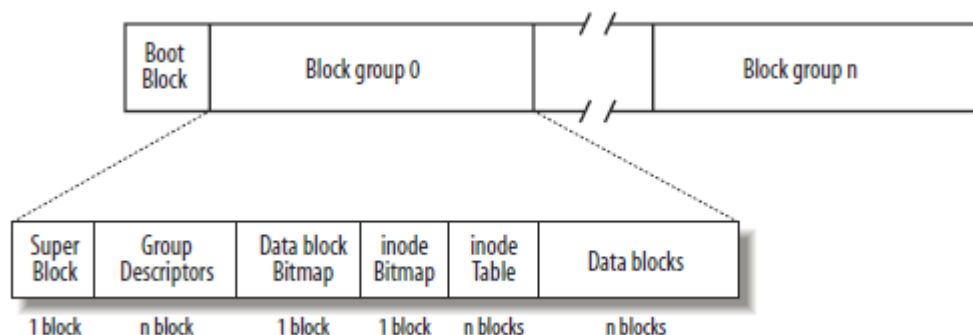 Boot
Block
Block group 0
Block group n
Super
Block
Group
Descriptors
Data block
Bitmap
inode
Bitmap
inode
Table
Data blocks
1 block
n block
1 block
1 block
n blocks
n blocks